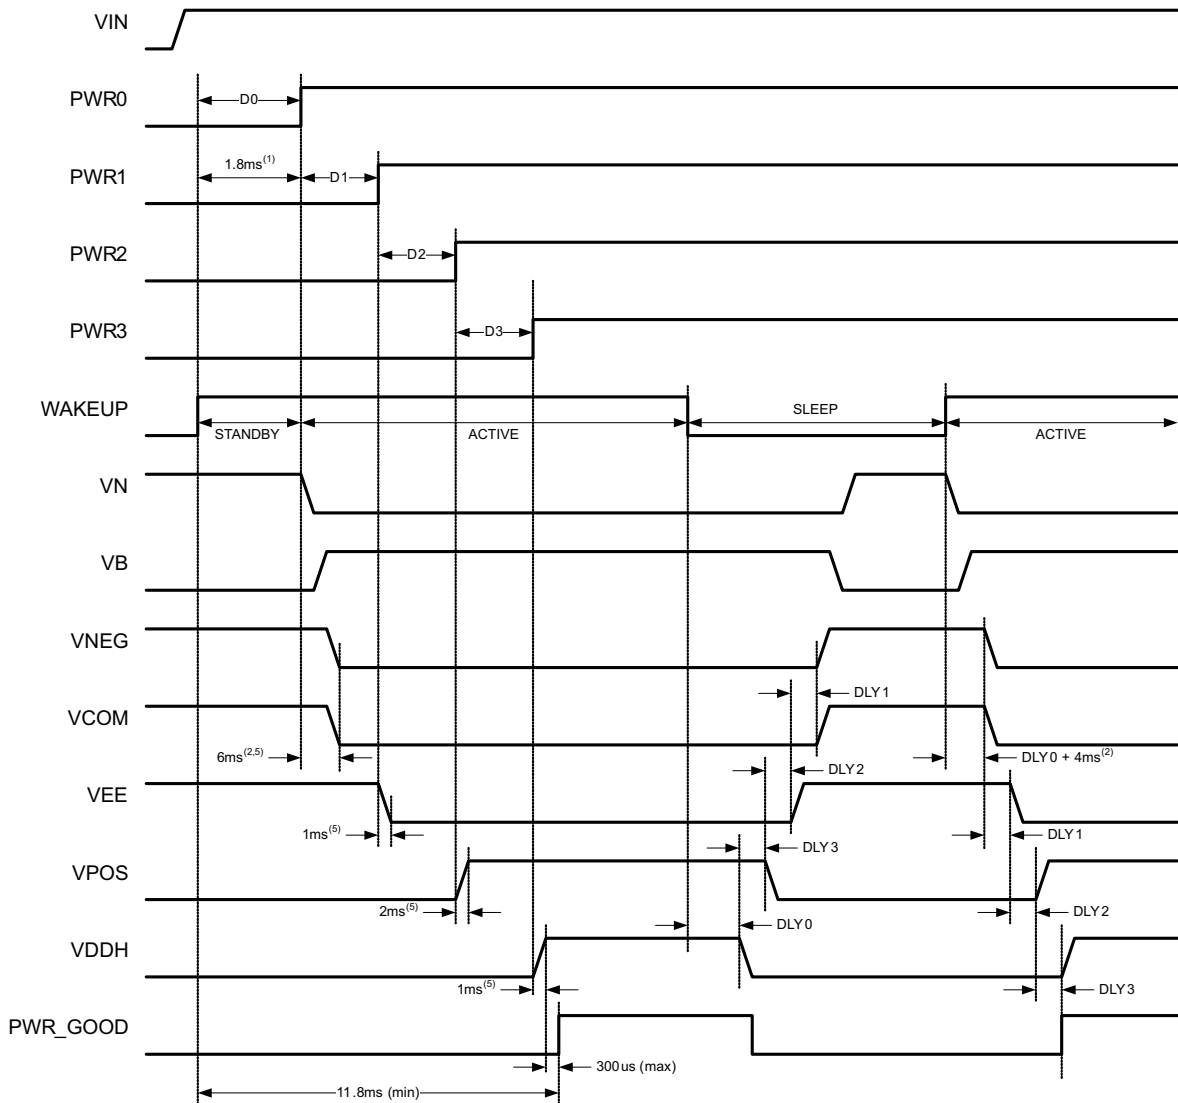 VIN
PWR0
D0
1.8ms(1)
PWR1
D1
PWR2
D2
PWR3
D3
WAKEUP
SLEEP
STANDBY
ACTIVE
ACTIVE
VN
VB
VNEG
DLY1
VCOM
6ms(2,5)
DLY0 + 4ms(2)
DLY2
VEE
1ms(5)
DLY1
DLY3
VPOS
2ms(5)
DLY2
DLY0
VDDH
1ms(5)
DLY3
PWR_GOOD
300us (max)
11.8ms (min)